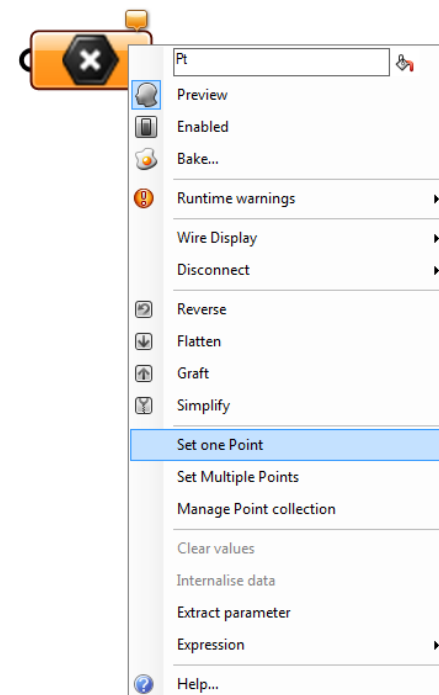 Pt
Preview
Enabled
Bake...
Runtime warnings
Wire Display
Disconnect
Reverse
Flatten
Graft
Simplify
Set one Point
Set Multiple Points
Manage Point collection
Clear values
Internalise data
Extract parameter
Expression
Help...